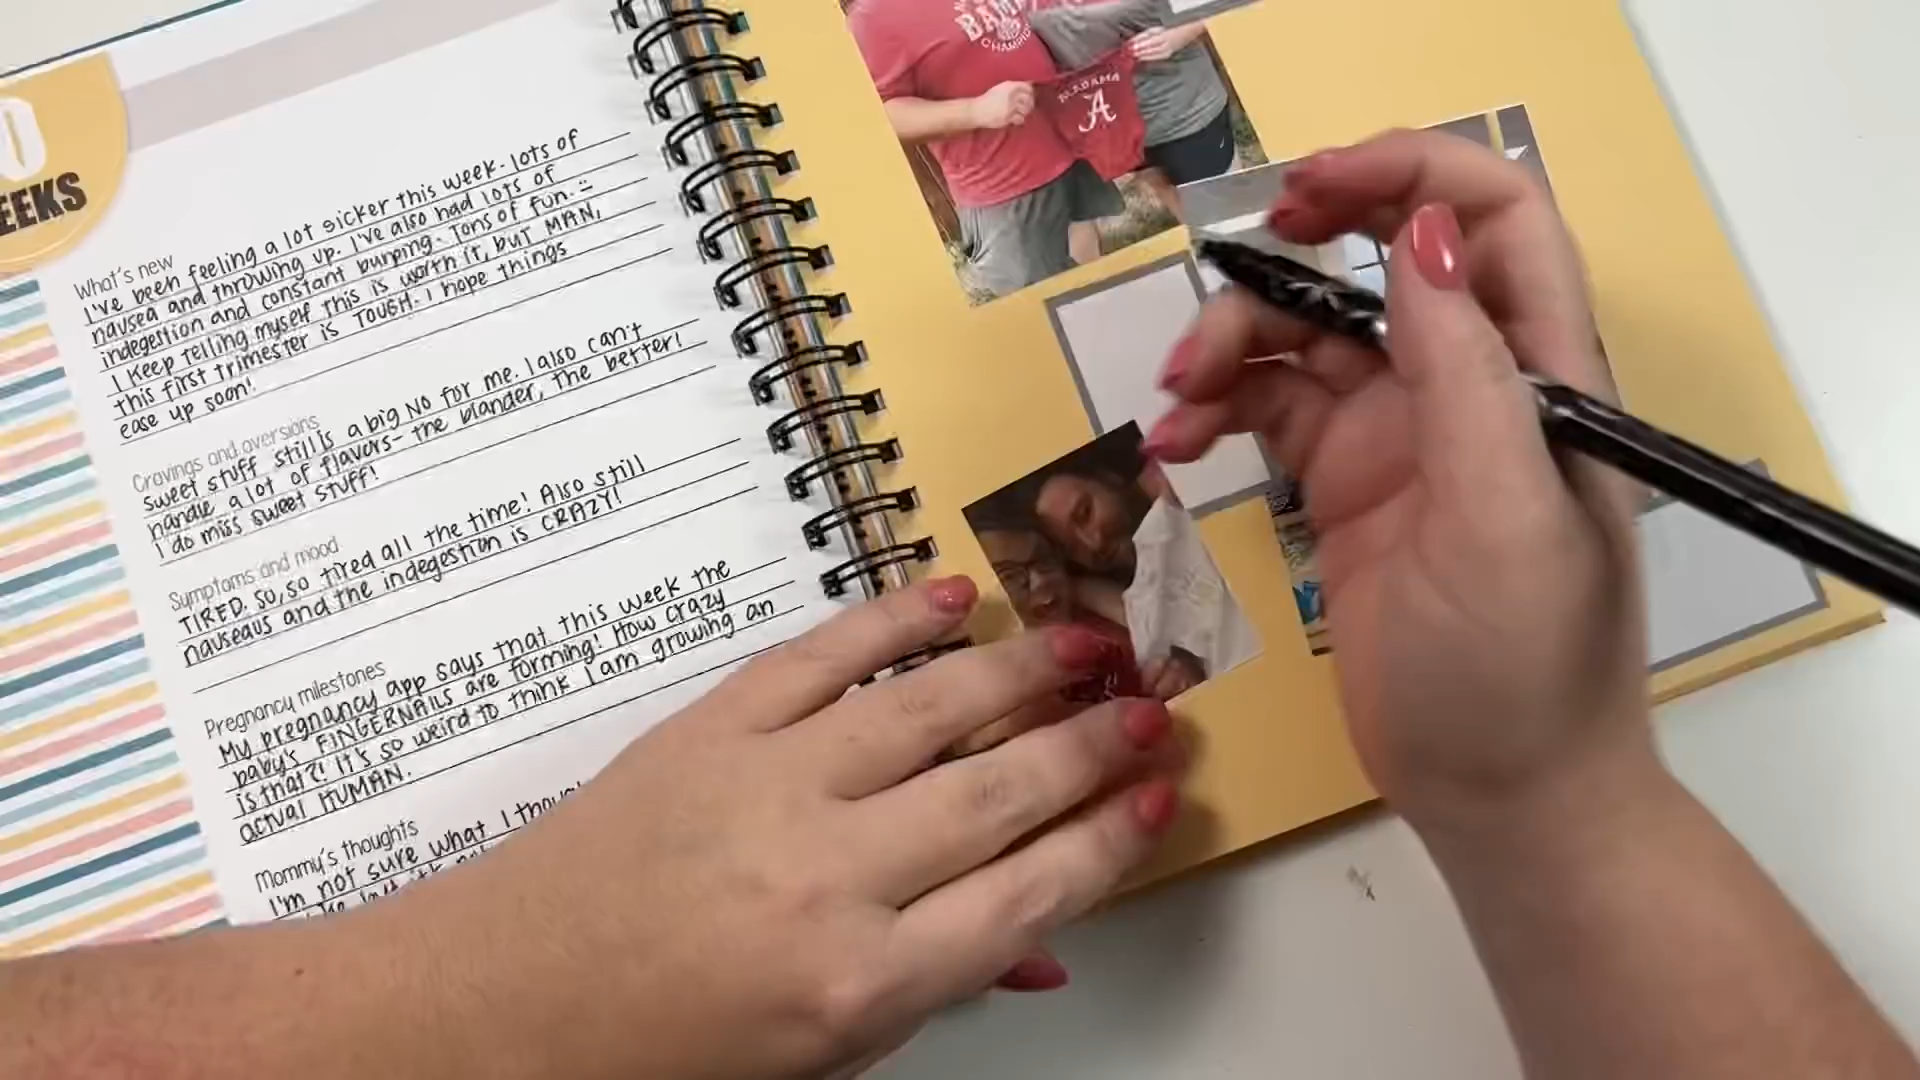 0
EEKS
What's new
I've been feeling a lot sicker this week- lots of
nausea and throwing up. I've also had lots of
indegestion and constant burping. Tons of fun. :)
I keep telling myself this is worth it, but MAN,
this first trimester is TOUGH. I hope things
ease up soon!
Cravings and aversions
Sweet stuff still is a big NO for me. I also can't
handle a lot of flavors- the blander, the better!
I do miss sweet stuff!
Symptoms and mood
TIRED. So, so tired all the time! Also still
nauseaus and the indegestion is CRAZY!
Pregnancy milestones
My pregnancy app says that this week the
baby's FINGERNAILS are forming! How crazy
is that?! It's so weird to think I am growing an
actual HUMAN.
Mommy's thoughts
I'm not sure what I
BAM
CHAMPIO
ALABAMA
A